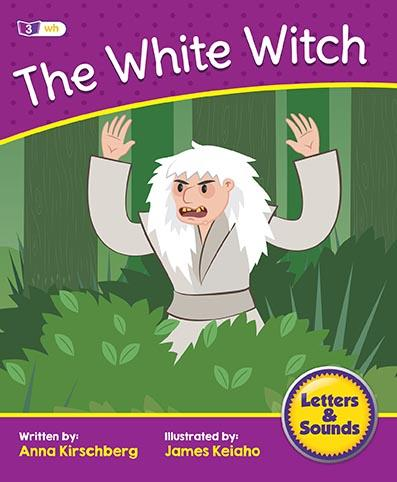 3 wh
The White Witch
Letters
&
Sounds
Written by:
Anna Kirschberg
Illustrated by:
James Keiaho